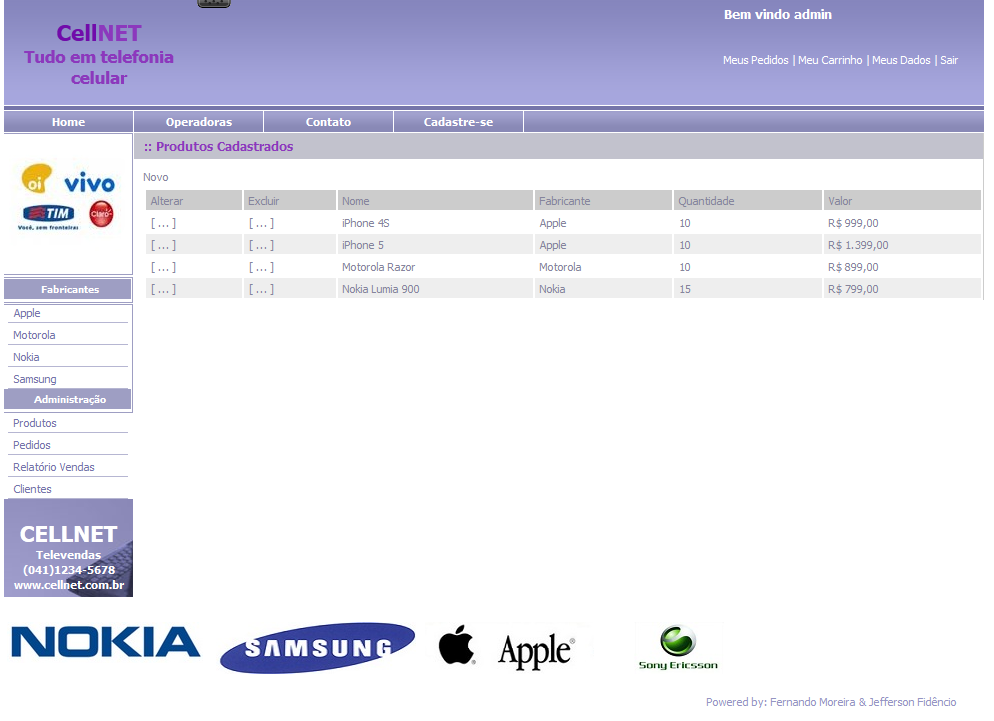 Bem vindo admin
CellNET
Tudo em telefonia
celular
Meus Pedidos | Meu Carrinho | Meus Dados | Sair
Home Operadoras Contato Cadastre-se
:: Produtos Cadastrados
oi vivo
TIM Claro
Você, sem fronteiras
Novo
Alterar Excluir Nome Fabricante Quantidade Valor
[ ... ] [ ... ] iPhone 4S Apple 10 R$ 999,00
[ ... ] [ ... ] iPhone 5 Apple 10 R$ 1.399,00
[ ... ] [ ... ] Motorola Razor Motorola 10 R$ 899,00
[ ... ] [ ... ] Nokia Lumia 900 Nokia 15 R$ 799,00
Fabricantes
Apple
Motorola
Nokia
Samsung
Administração
Produtos
Pedidos
Relatório Vendas
Clientes
CELLNET
Televendas
(041)1234-5678
www.cellnet.com.br
NOKIA SAMSUNG Apple® Sony Ericsson
Powered by: Fernando Moreira & Jefferson Fidêncio